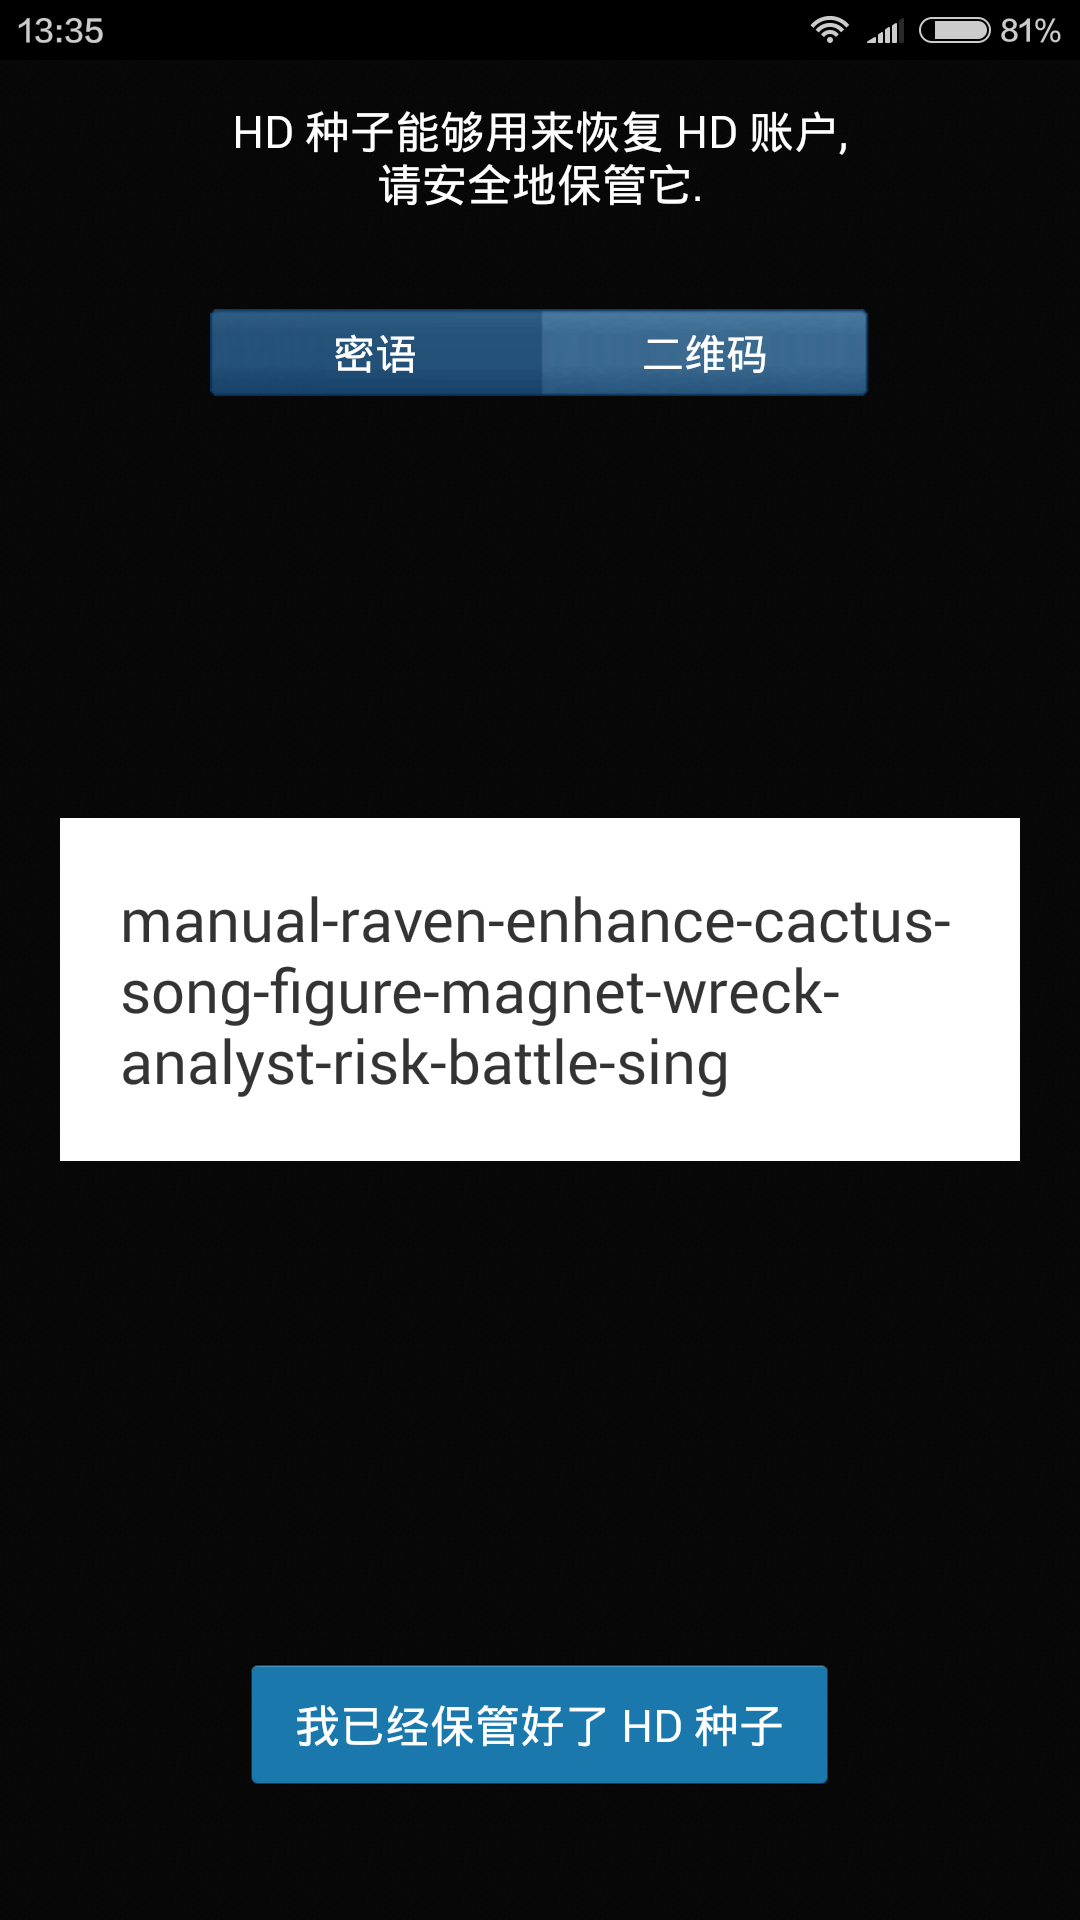 13:35 81%
HD 种子能够用来恢复 HD 账户,
请安全地保管它.
密语 二维码
manual-raven-enhance-cactus-
song-figure-magnet-wreck-
analyst-risk-battle-sing
我已经保管好了 HD 种子